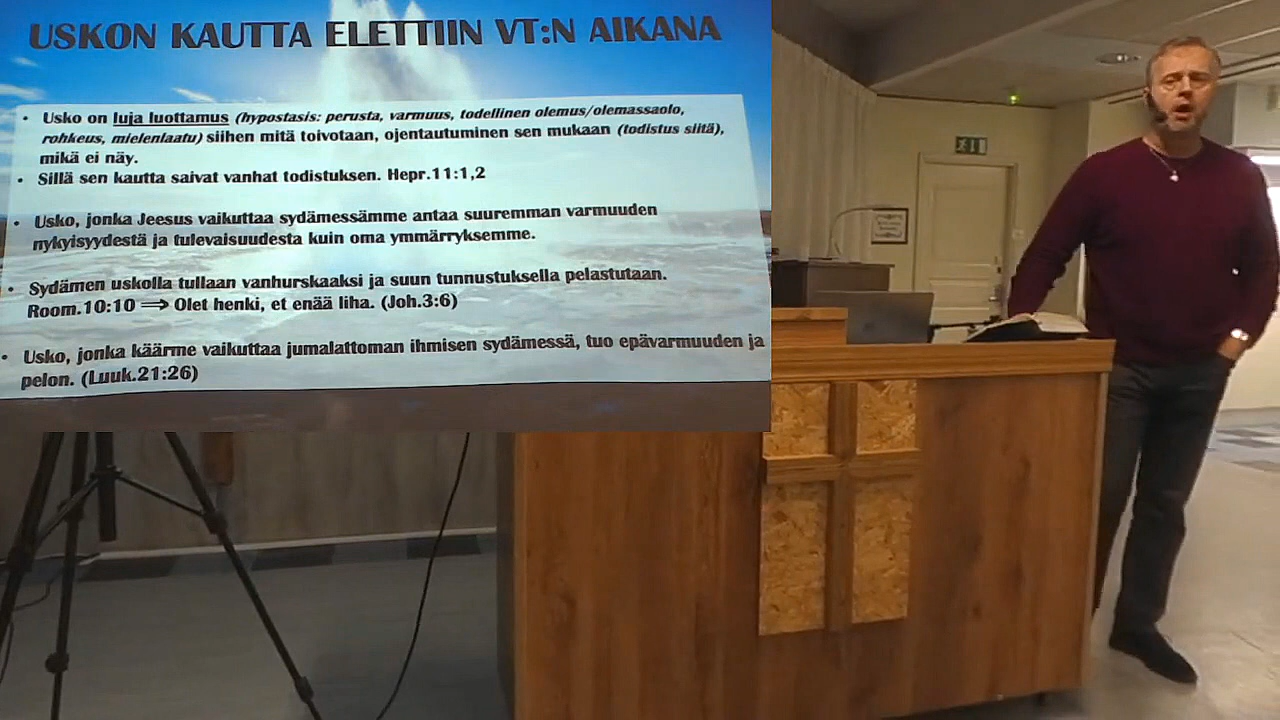 USKON KAUTTA ELETTIIN VT:N AIKANA
• Usko on luja luottamus (hypostasis: perusta, varmuus, todellinen olemus/olemassaolo,
rohkeus, mielenlaatu) siihen mitä toivotaan, ojentautuminen sen mukaan (todistus siitä),
mikä ei näy.
• Sillä sen kautta saivat vanhat todistuksen. Hepr.11:1,2
• Usko, jonka Jeesus vaikuttaa sydämessämme antaa suuremman varmuuden
nykyisyydestä ja tulevaisuudesta kuin oma ymmärryksemme.
• Sydämen uskolla tullaan vanhurskaaksi ja suun tunnustuksella pelastutaan.
Room.10:10 ⟹ Olet henki, et enää liha. (Joh.3:6)
• Usko, jonka käärme vaikuttaa jumalattoman ihmisen sydämessä, tuo epävarmuuden ja
pelon. (Luuk.21:26)